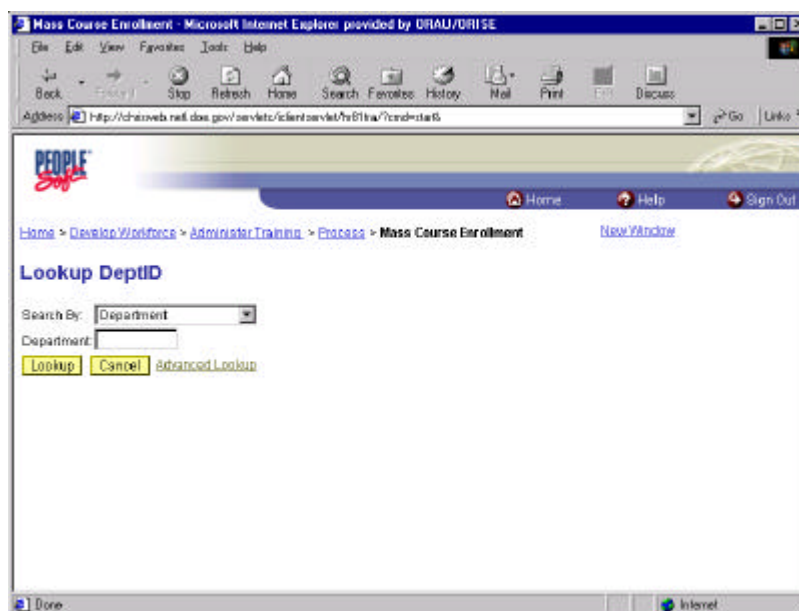 Mass Course Enrollment - Microsoft Internet Explorer provided by ORAU/ORISE
File Edit View Favorites Tools Help
Back Forward Stop Refresh Home Search Favorites History Mail Print Edit Discuss
Address http://chrisweb.netl.doe.gov/servlets/iclientservlet/hr81tra/?cmd=start& Go Links
PEOPLE
Soft
Home Help Sign Out
Home > Develop Workforce > Administer Training > Process > Mass Course Enrollment New Window
Lookup DeptID
Search By: Department
Department:
Lookup Cancel Advanced Lookup
Done Internet